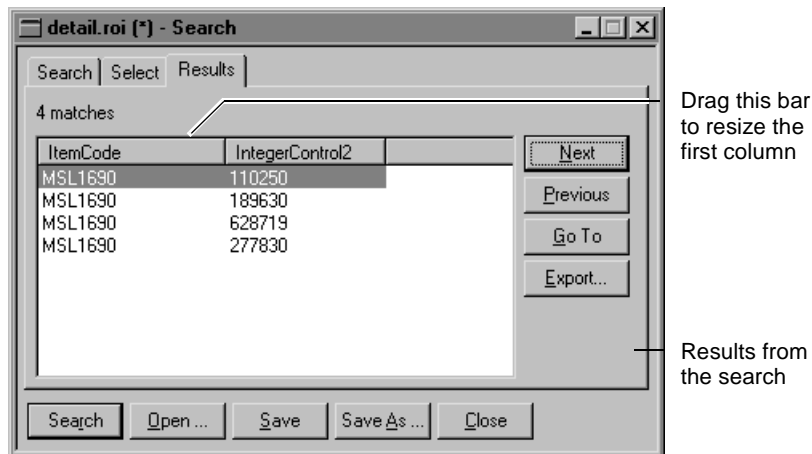 detail.roi (*) - Search
Search Select Results
4 matches
ItemCode IntegerControl2
MSL1690 110250
MSL1690 189630
MSL1690 628719
MSL1690 277830
Next
Previous
Go To
Export...
Search Open ... Save Save As ... Close
Drag this bar
to resize the
first column
Results from
the search